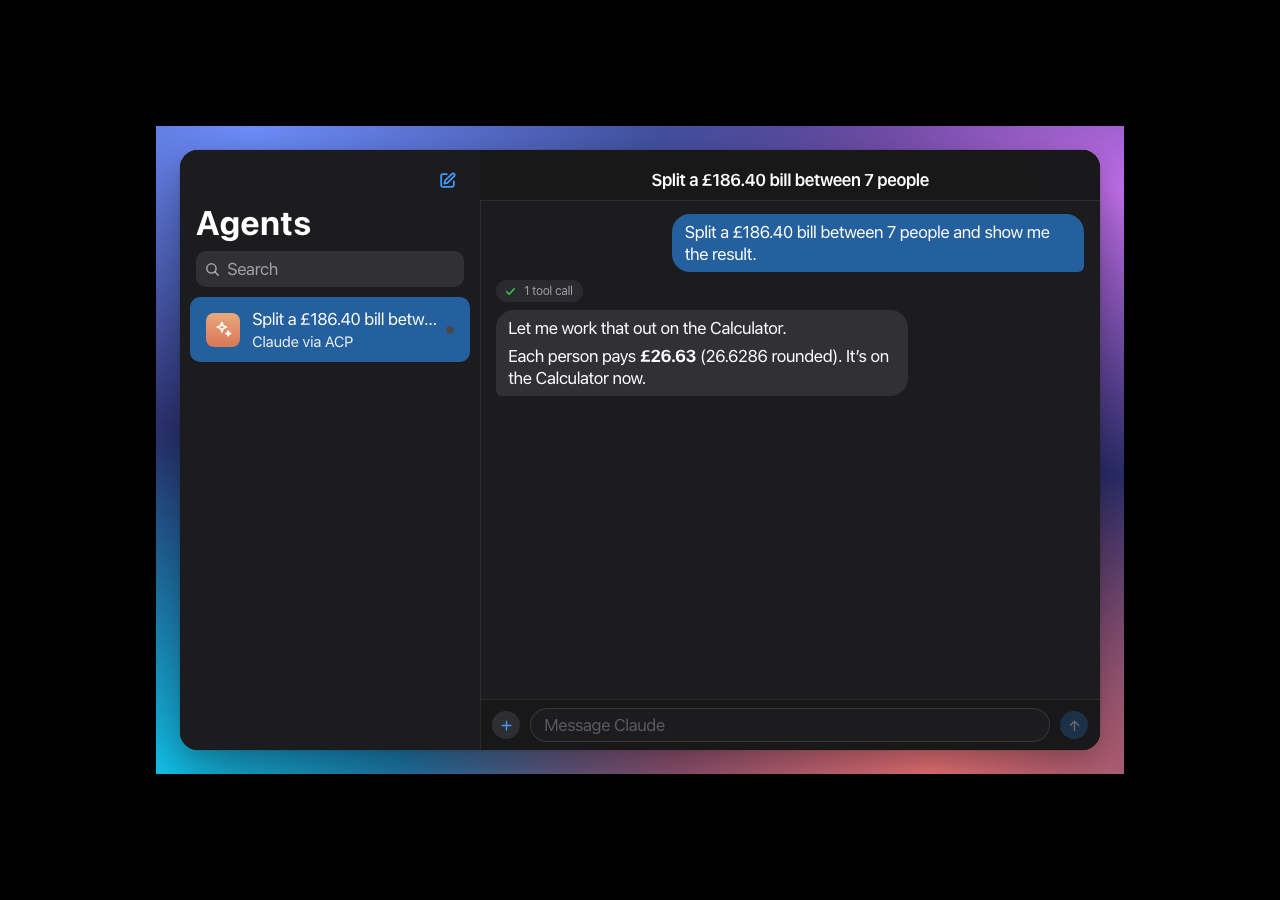 Agents
Search
Split a £186.40 bill betw...
Claude via ACP
Split a £186.40 bill between 7 people
Split a £186.40 bill between 7 people and show me
the result.
1 tool call
Let me work that out on the Calculator.
Each person pays £26.63 (26.6286 rounded). It’s on
the Calculator now.
Message Claude